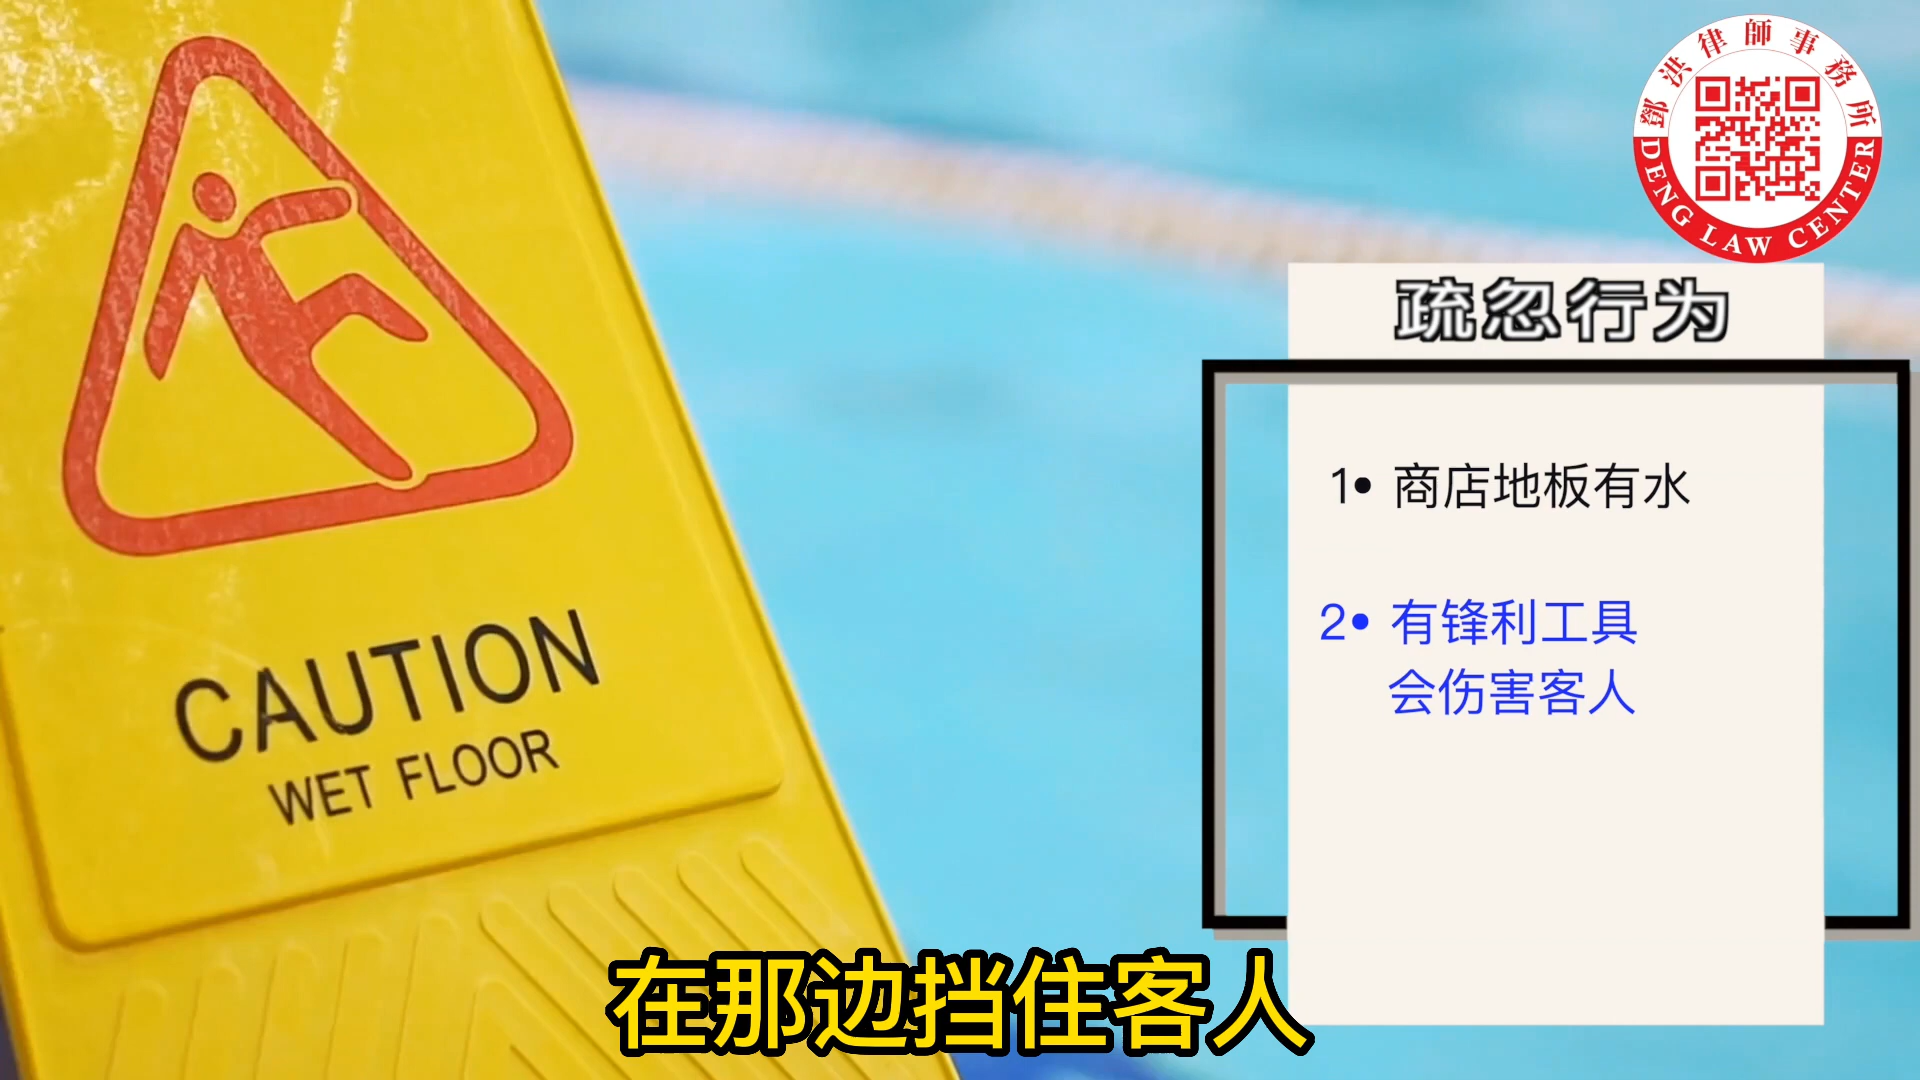 鄧洪律師事務所
DENG LAW CENTER
疏忽行为
1• 商店地板有水
2• 有锋利工具
会伤害客人
CAUTION
WET FLOOR
在那边挡住客人